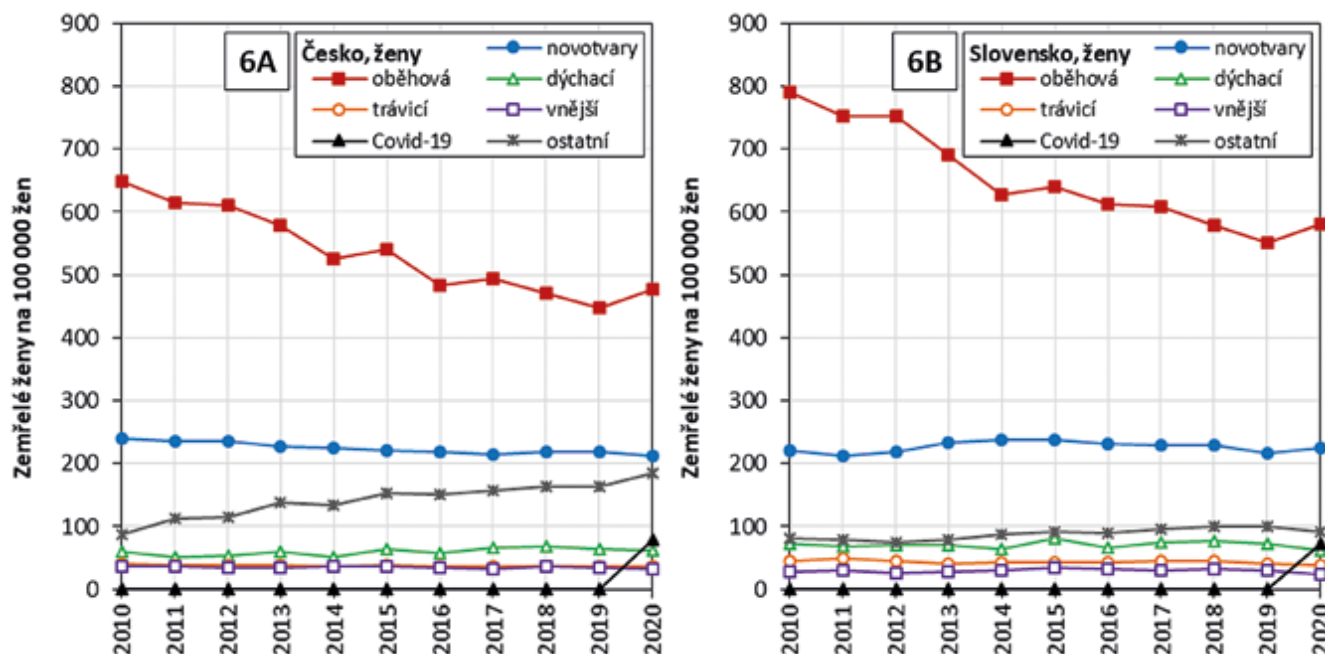 Zemřelé ženy na 100 000 žen
900
800
700
600
500
400
300
200
100
0
6A
Česko, ženy
novotvary
oběhová
dýchací
trávicí
vnější
Covid-19
ostatní
2010
2011
2012
2013
2014
2015
2016
2017
2018
2019
2020
Zemřelé ženy na 100 000 žen
900
800
700
600
500
400
300
200
100
0
6B
Slovensko, ženy
novotvary
oběhová
dýchací
trávicí
vnější
Covid-19
ostatní
2010
2011
2012
2013
2014
2015
2016
2017
2018
2019
2020